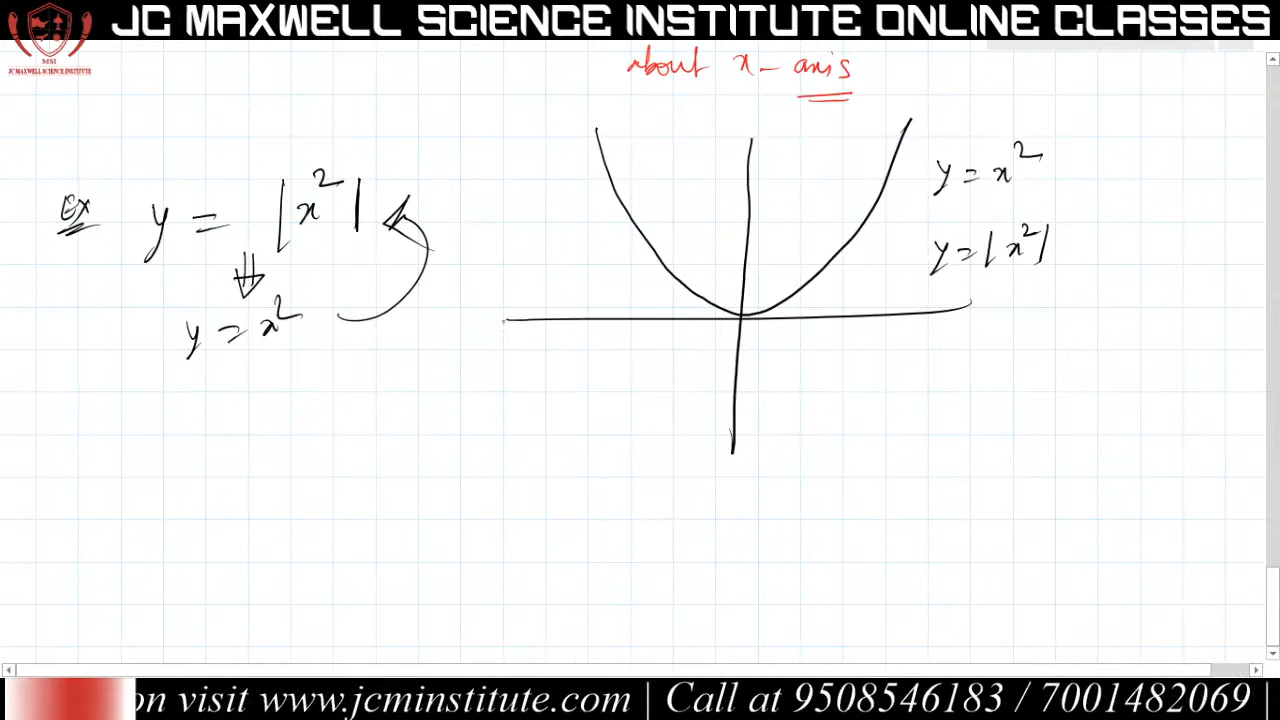 JC MAXWELL SCIENCE INSTITUTE ONLINE CLASSES
MSI
JC MAXWELL SCIENCE INSTITUTE
about x-axis
Ex y = |x²|
⇓
y = x²
y = x²
y = |x²|
on visit www.jcminstitute.com | Call at 9508546183 / 7001482069 |